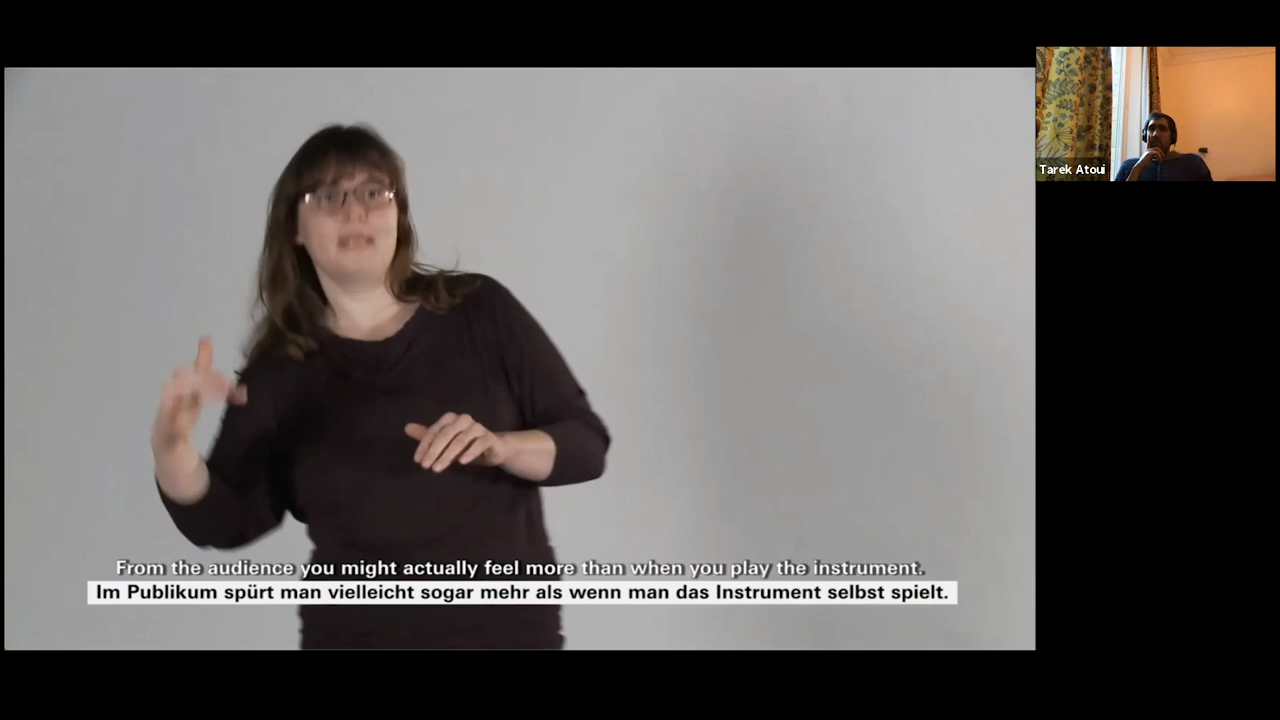 Tarek Atoui
From the audience you might actually feel more than when you play the instrument.
Im Publikum spürt man vielleicht sogar mehr als wenn man das Instrument selbst spielt.